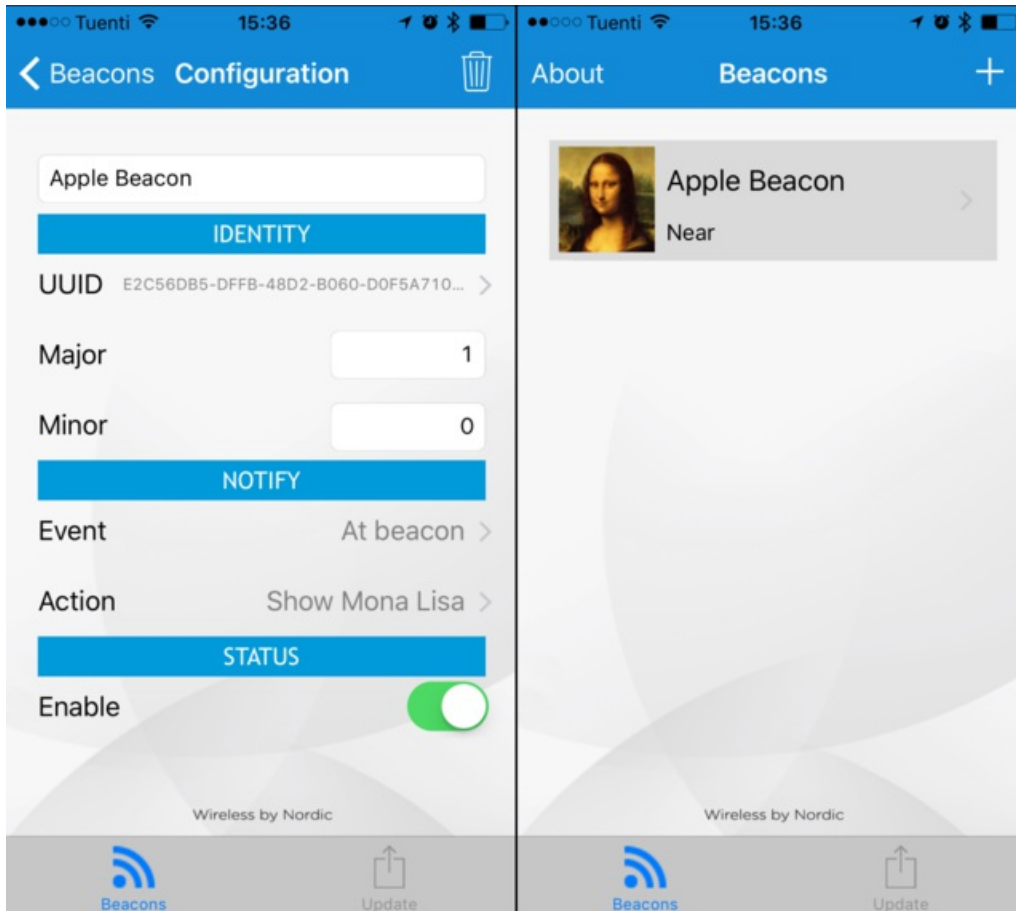 Tuenti 15:36
Beacons Configuration
Apple Beacon
IDENTITY
UUID E2C56DB5-DFFB-48D2-B060-D0F5A710...
Major 1
Minor 0
NOTIFY
Event At beacon
Action Show Mona Lisa
STATUS
Enable
Wireless by Nordic
Beacons Update
Tuenti 15:36
About Beacons +
Apple Beacon
Near
Wireless by Nordic
Beacons Update